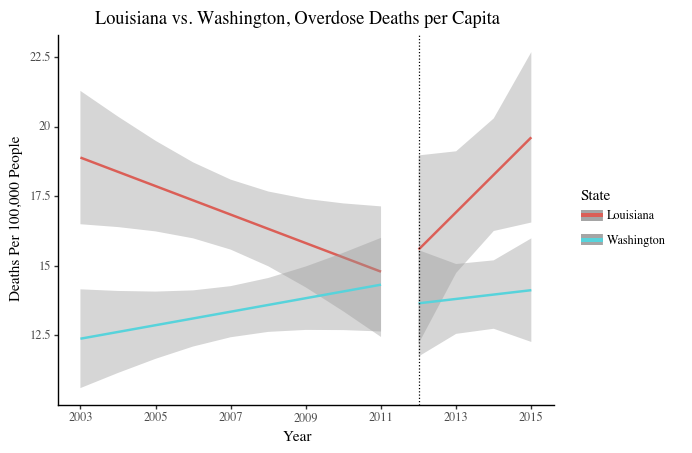 Louisiana vs. Washington, Overdose Deaths per Capita
22.5
20
17.5
15
12.5
Deaths Per 100,000 People
2003
2005
2007
2009
2011
2013
2015
Year
State
Louisiana
Washington